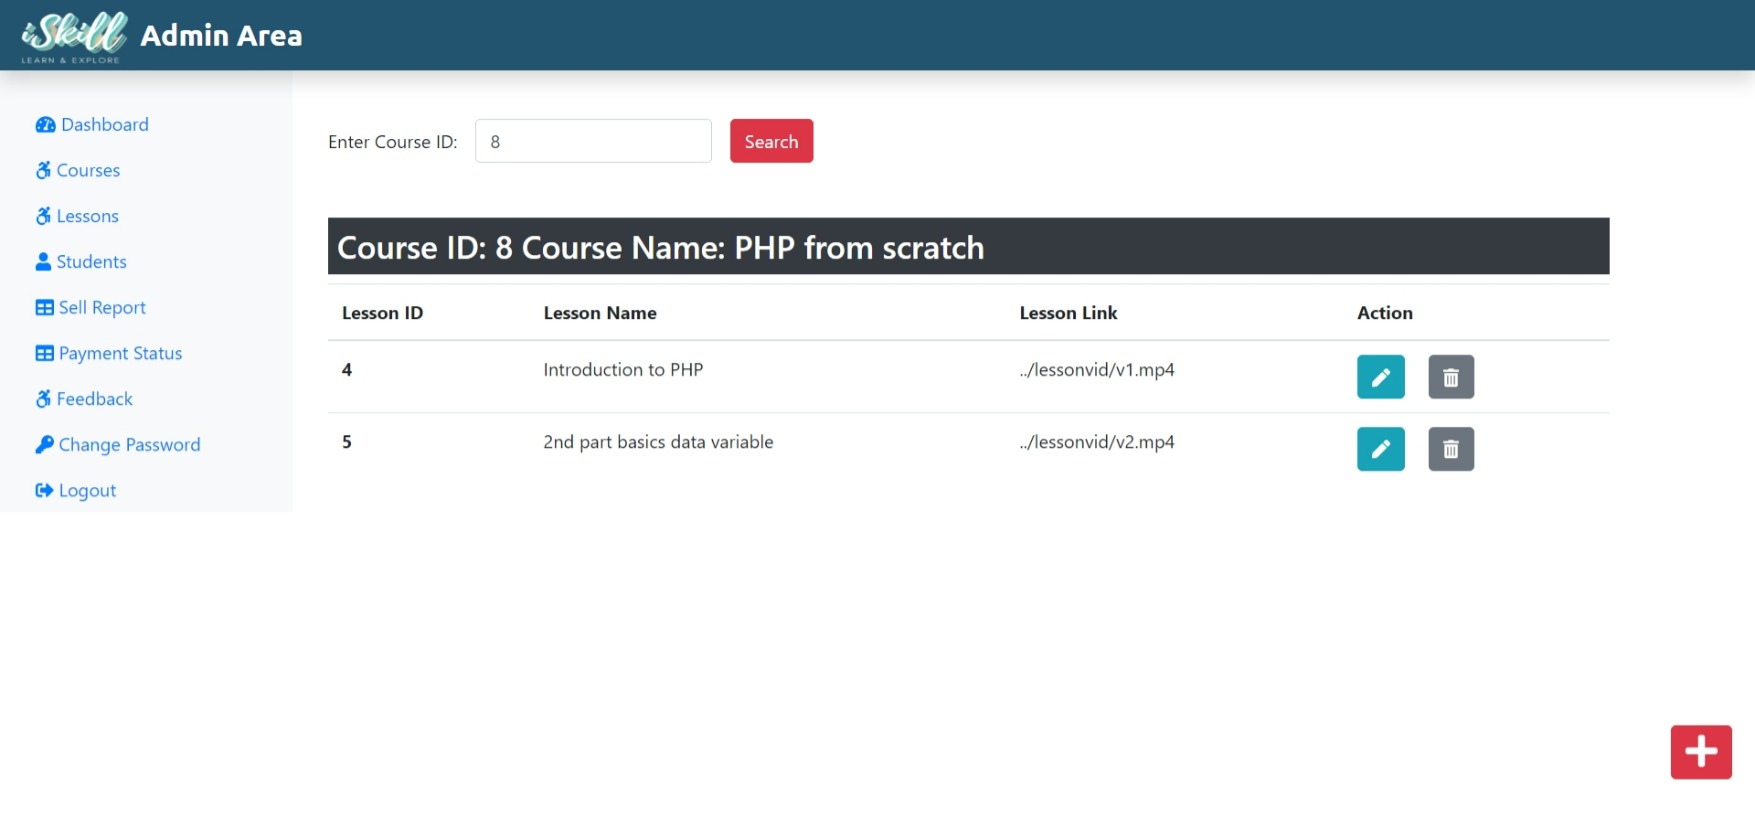 iSkill
LEARN & EXPLORE
Admin Area
Dashboard
Courses
Lessons
Students
Sell Report
Payment Status
Feedback
Change Password
Logout
Enter Course ID: 8 Search
Course ID: 8 Course Name: PHP from scratch
Lesson ID Lesson Name Lesson Link Action
4 Introduction to PHP ../lessonvid/v1.mp4
5 2nd part basics data variable ../lessonvid/v2.mp4